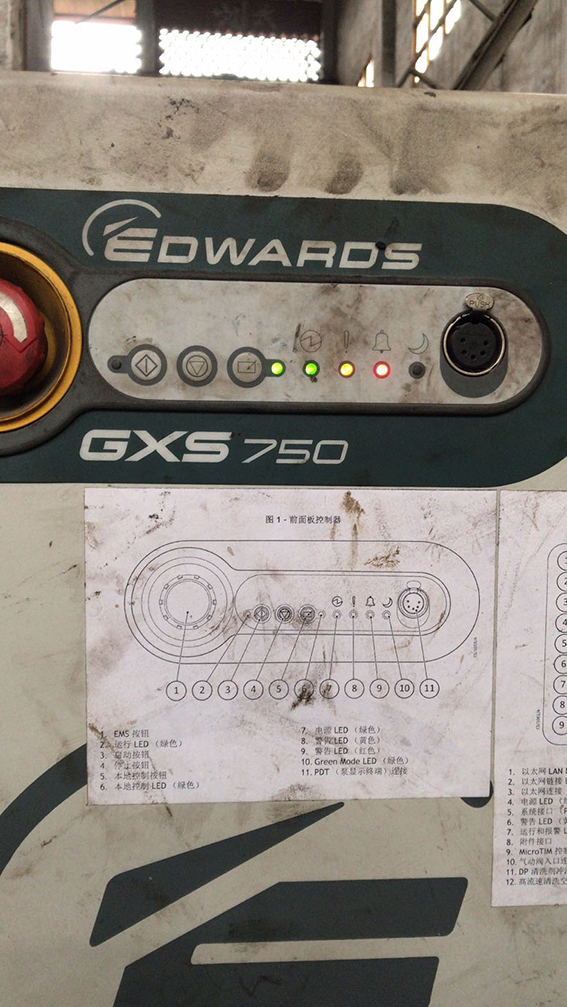 EDWARDS
PUSH
GXS 750
图 1 - 前面板控制器
1 2 3 4 5 6 7 8 9 10 11
1. EMS 按钮
2. 运行 LED（绿色）
3. 启动按钮
4. 停止按钮
5. 本地控制按钮
6. 本地控制 LED（绿色）
7. 电源 LED（绿色）
8. 警告 LED（黄色）
9. 警告 LED（红色）
10. Green Mode LED（绿色）
11. PDT（泵显示终端）连接
1. 以太网 LAN
2. 以太网链接
3. 以太网连接
4. 电源 LED
5. 系统接口
6. 警告 LED
7. 运行和报警
8. 附件接口
9. MicroTIM 控
10. 气动阀入口连
11. DP 清洗剂冲
12. 高流速清洗空